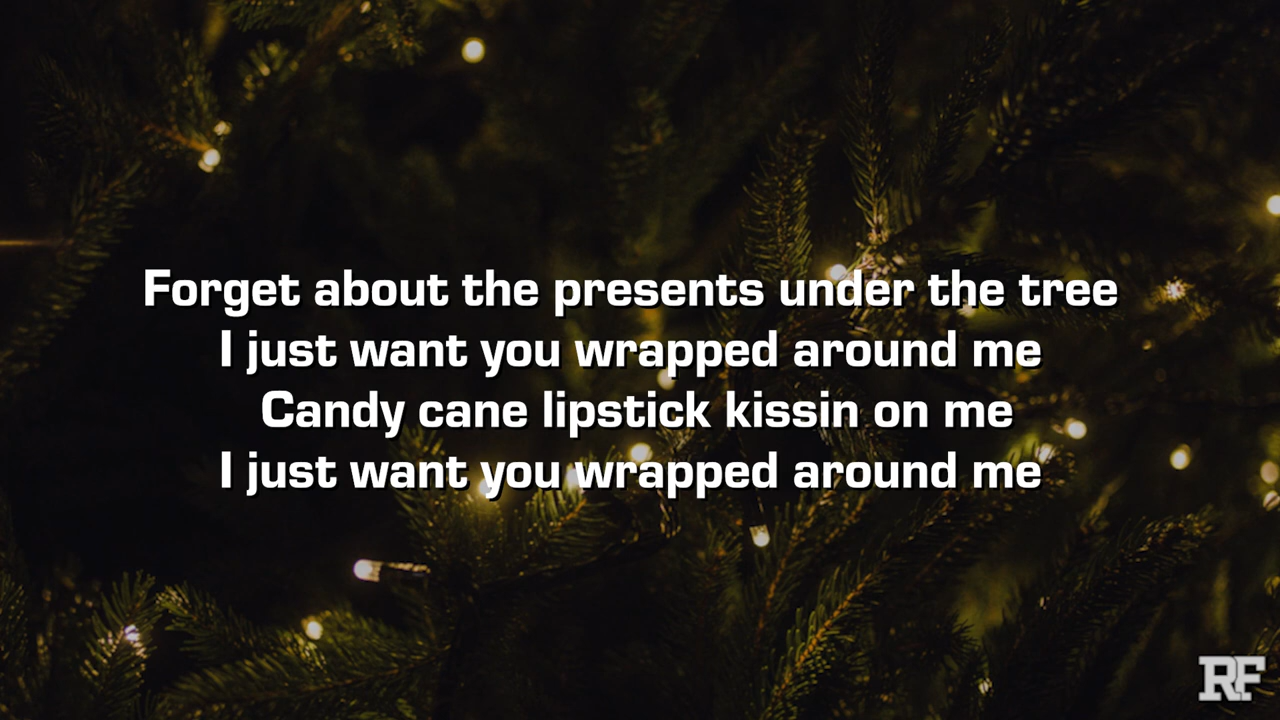 Forget about the presents under the tree
I just want you wrapped around me
Candy cane lipstick kissin on me
I just want you wrapped around me
RF